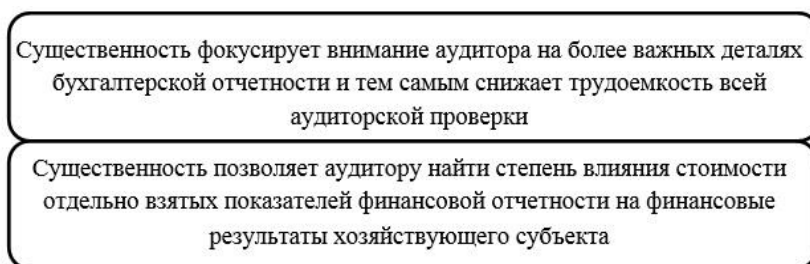 Существенность фокусирует внимание аудитора на более важных деталях
бухгалтерской отчетности и тем самым снижает трудоемкость всей
аудиторской проверки
Существенность позволяет аудитору найти степень влияния стоимости
отдельно взятых показателей финансовой отчетности на финансовые
результаты хозяйствующего субъекта